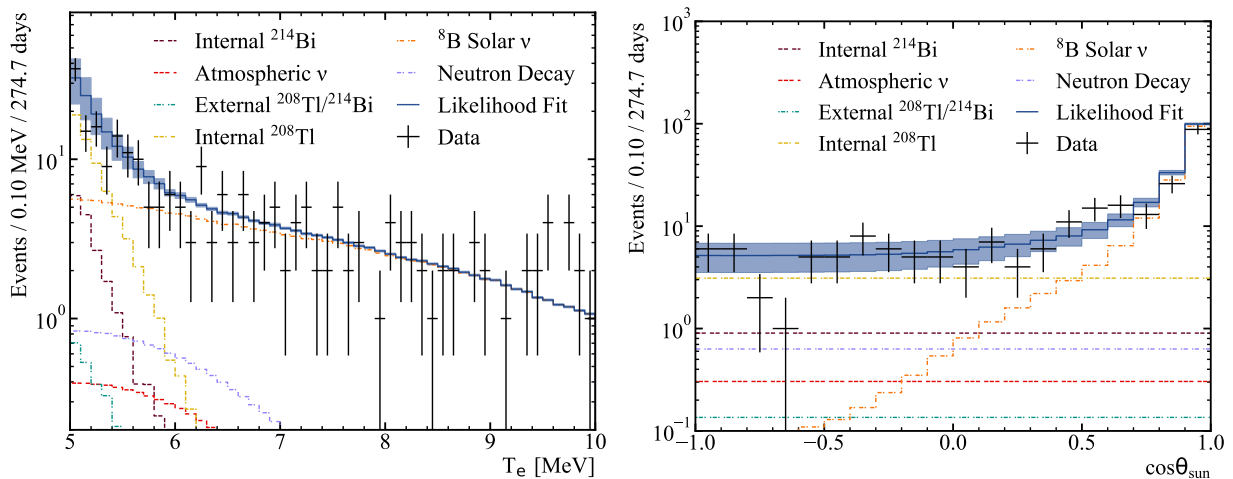 Events / 0.10 MeV / 274.7 days
10¹
10⁰
Internal ²¹⁴Bi
Atmospheric ν
External ²⁰⁸Tl/²¹⁴Bi
Internal ²⁰⁸Tl
⁸B Solar ν
Neutron Decay
Likelihood Fit
Data
5 6 7 8 9 10
Tₑ [MeV]
Events / 0.10 / 274.7 days
10³
10²
10¹
10⁰
10⁻¹
Internal ²¹⁴Bi
Atmospheric ν
External ²⁰⁸Tl/²¹⁴Bi
Internal ²⁰⁸Tl
⁸B Solar ν
Neutron Decay
Likelihood Fit
Data
−1.0 −0.5 0.0 0.5 1.0
cosθsun